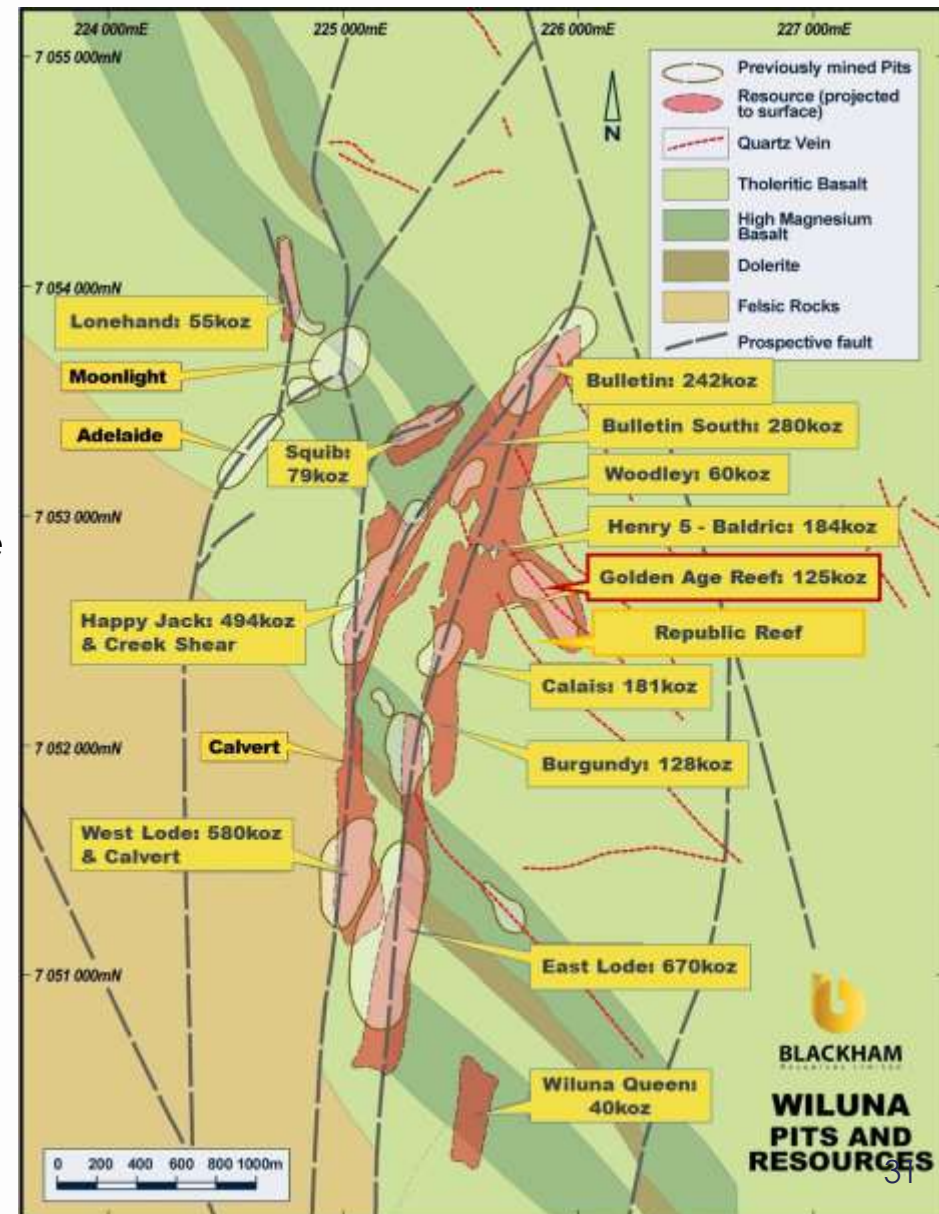 224 000mE
225 000mE
226 000mE
227 000mE
7 055 000mN
Previously mined Pits
Resource (projected
to surface)
Quartz Vein
Tholeritic Basalt
High Magnesium
Basalt
Dolerite
Felsic Rocks
Prospective fault
N
7 054 000mN
Lonehand: 55koz
Moonlight
Adelaide
Squib:
79koz
Bulletin: 242koz
Bulletin South: 280koz
Woodley: 60koz
7 053 000mN
Henry 5 - Baldric: 184koz
e
Golden Age Reef: 125koz
Republic Reef
Happy Jack: 494koz
& Creek Shear
Calais: 181koz
7 052 000mN
Calvert
Burgundy: 128koz
West Lode: 580koz
& Calvert
East Lode: 670koz
7 051 000mN
Wiluna Queen:
40koz
BLACKHAM
Resources Limited
WILUNA
PITS AND
RESOURCES
31
0 200 400 600 800 1000m